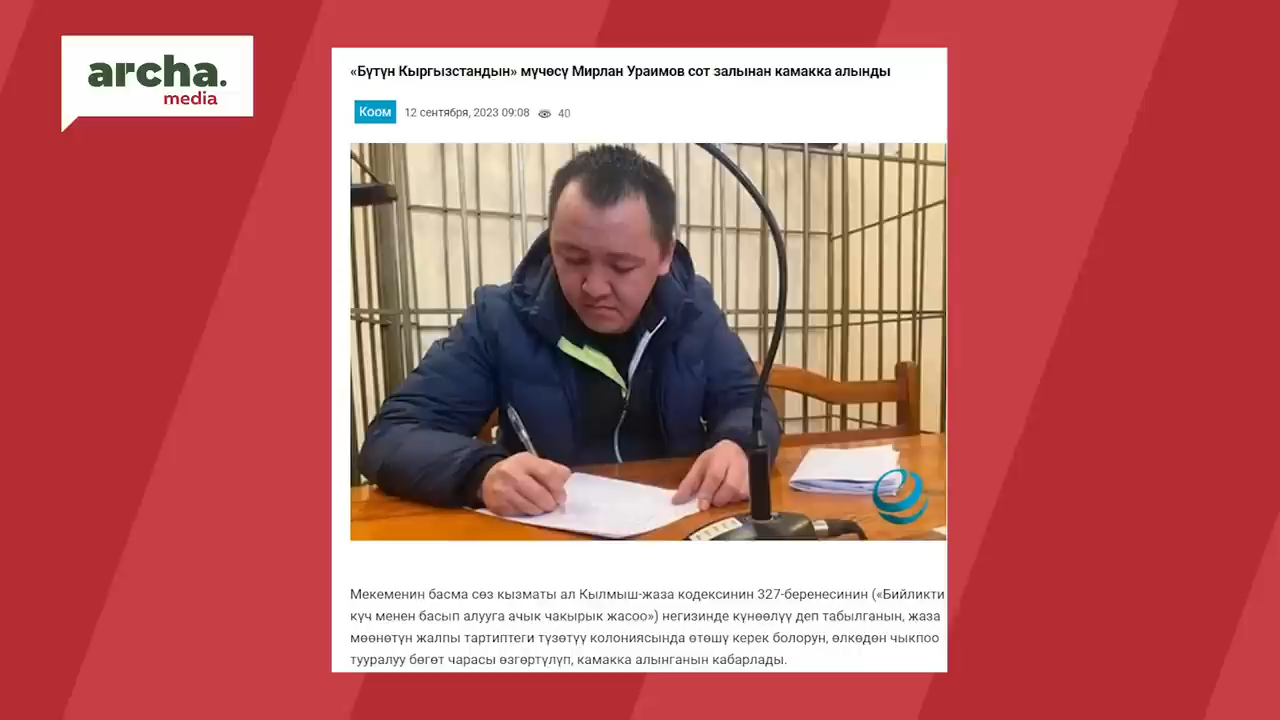 archa.
media
«Бүтүн Кыргызстандын» мүчөсү Мирлан Ураимов сот залынан камакка алынды
Коом 12 сентября, 2023 09:08 40
Мекеменин басма сөз кызматы ал Кылмыш-жаза кодексинин 327-беренесинин («Бийликти
күч менен басып алууга ачык чакырык жасоо») негизинде күнөөлүү деп табылганын, жаза
мөөнөтүн жалпы тартиптеги түзөтүү колониясында өтөшү керек болорун, өлкөдөн чыкпоо
тууралуу бөгөт чарасы өзгөртүлүп, камакка алынганын кабарлады.